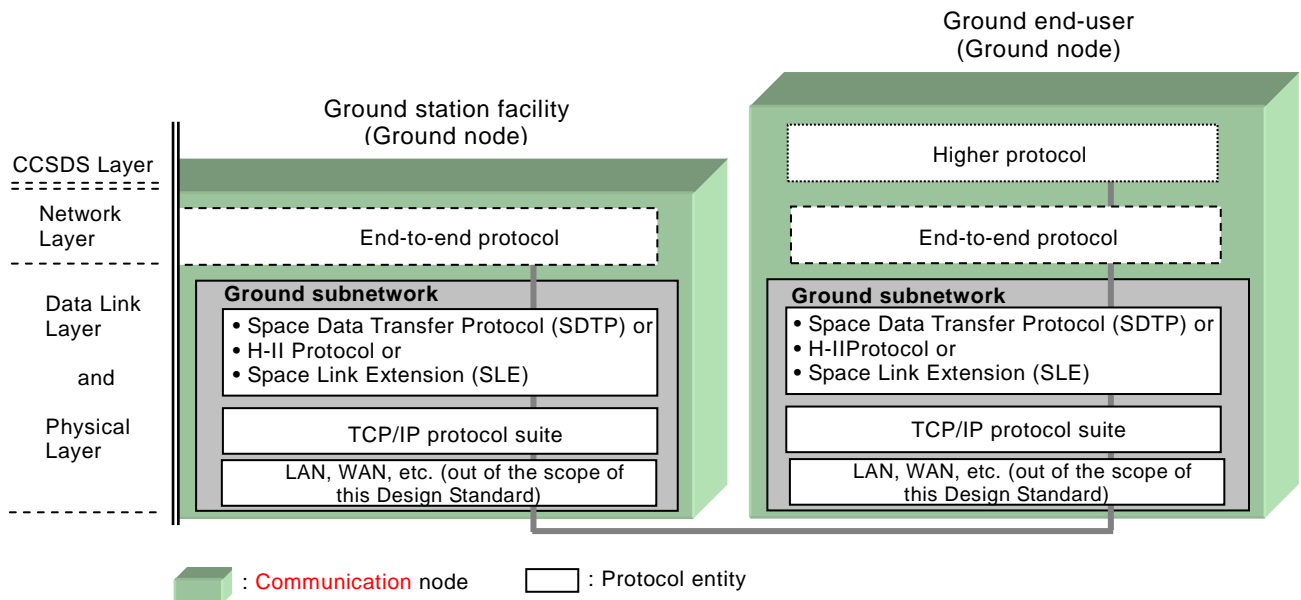 Ground end-user
(Ground node)
Ground station facility
(Ground node)
CCSDS Layer
Higher protocol
Network
Layer
End-to-end protocol
End-to-end protocol
Data Link
Layer
and
Physical
Layer
Ground subnetwork
• Space Data Transfer Protocol (SDTP) or
• H-II Protocol or
• Space Link Extension (SLE)
TCP/IP protocol suite
LAN, WAN, etc. (out of the scope of
this Design Standard)
Ground subnetwork
• Space Data Transfer Protocol (SDTP) or
• H-IIProtocol or
• Space Link Extension (SLE)
TCP/IP protocol suite
LAN, WAN, etc. (out of the scope of
this Design Standard)
: Communication node
: Protocol entity